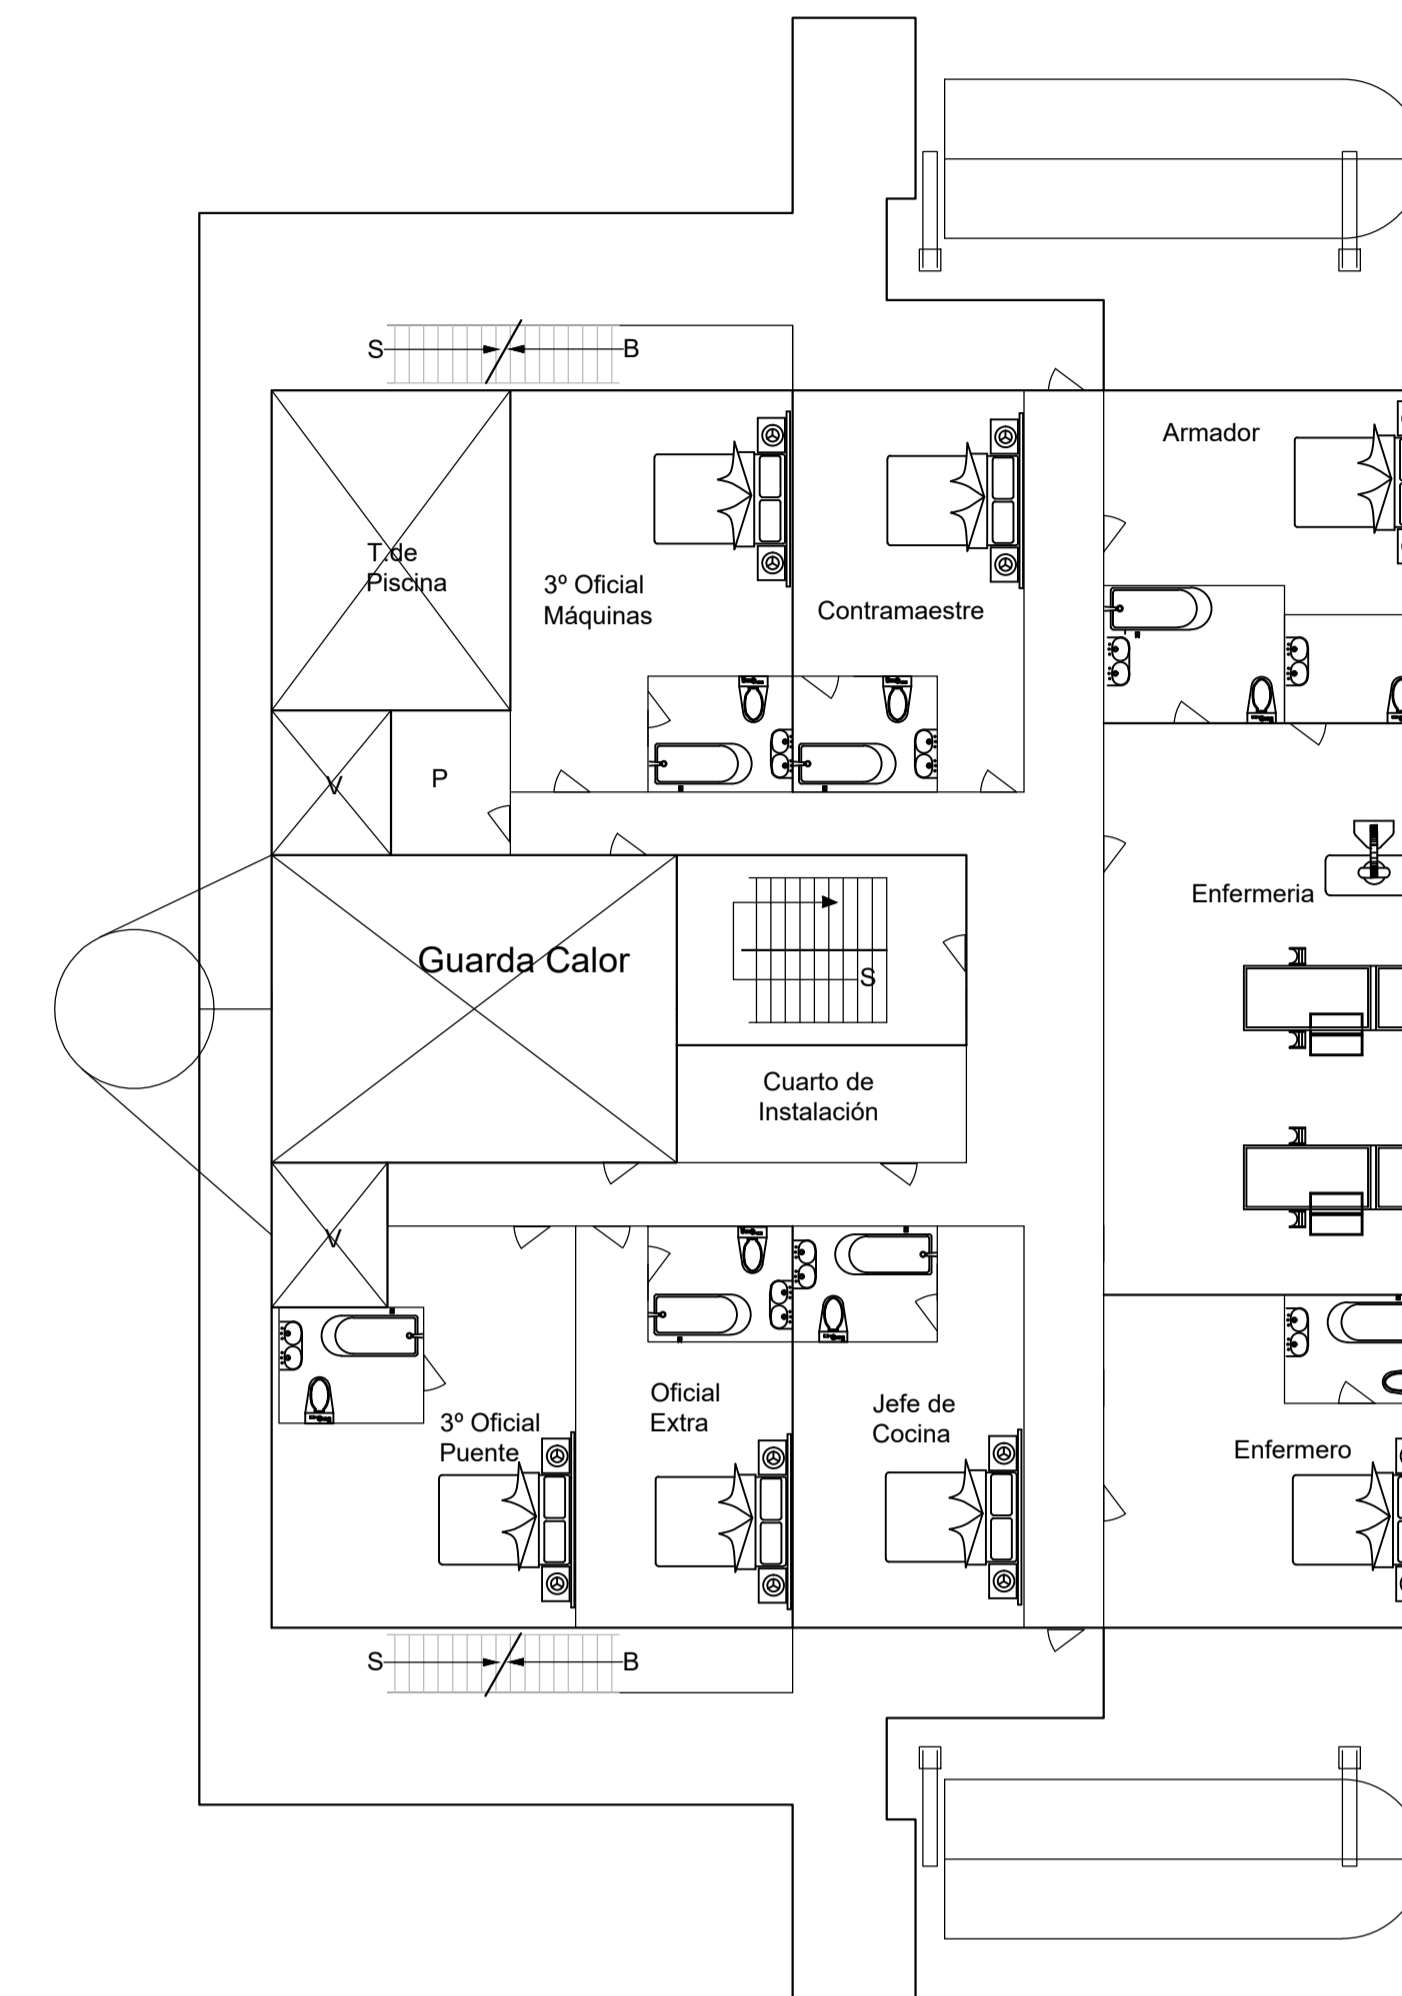 S
B
Armador
T.de
Piscina
3º Oficial
Máquinas
Contramaestre
V
P
Enfermeria
Guarda Calor
S
Cuarto de
Instalación
V
Oficial
Extra
Jefe de
Cocina
3º Oficial
Puente
Enfermero
S
B